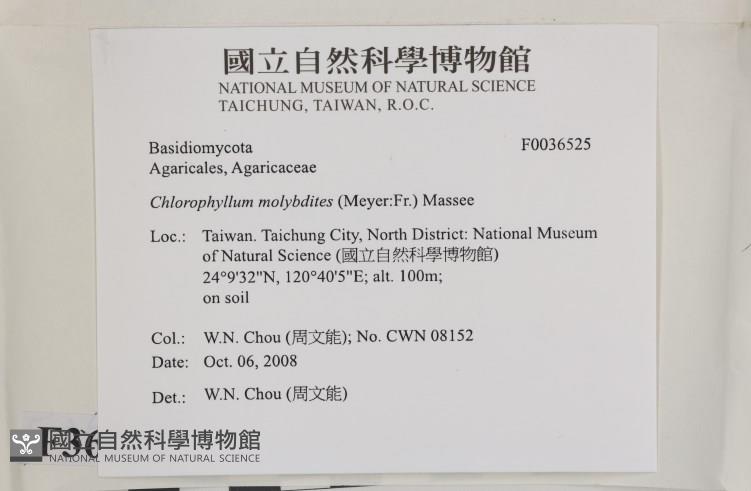 國立自然科學博物館
NATIONAL MUSEUM OF NATURAL SCIENCE
TAICHUNG, TAIWAN, R.O.C.
Basidiomycota F0036525
Agaricales, Agaricaceae
Chlorophyllum molybdites (Meyer:Fr.) Massee
Loc.: Taiwan. Taichung City, North District: National Museum
of Natural Science (國立自然科學博物館)
24°9'32"N, 120°40'5"E; alt. 100m;
on soil
Col.: W.N. Chou (周文能); No. CWN 08152
Date: Oct. 06, 2008
Det.: W.N. Chou (周文能)
國立自然科學博物館
NATIONAL MUSEUM OF NATURAL SCIENCE